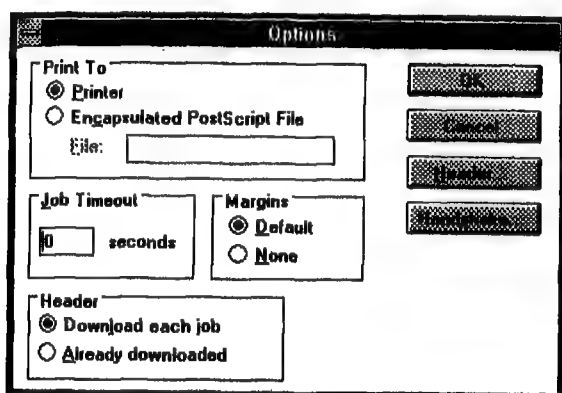 Options
Print To
Printer
Encapsulated PostScript File
File:
OK
Cancel
Header...
Handshake...
Job Timeout
0 seconds
Margins
Default
None
Header
Download each job
Already downloaded